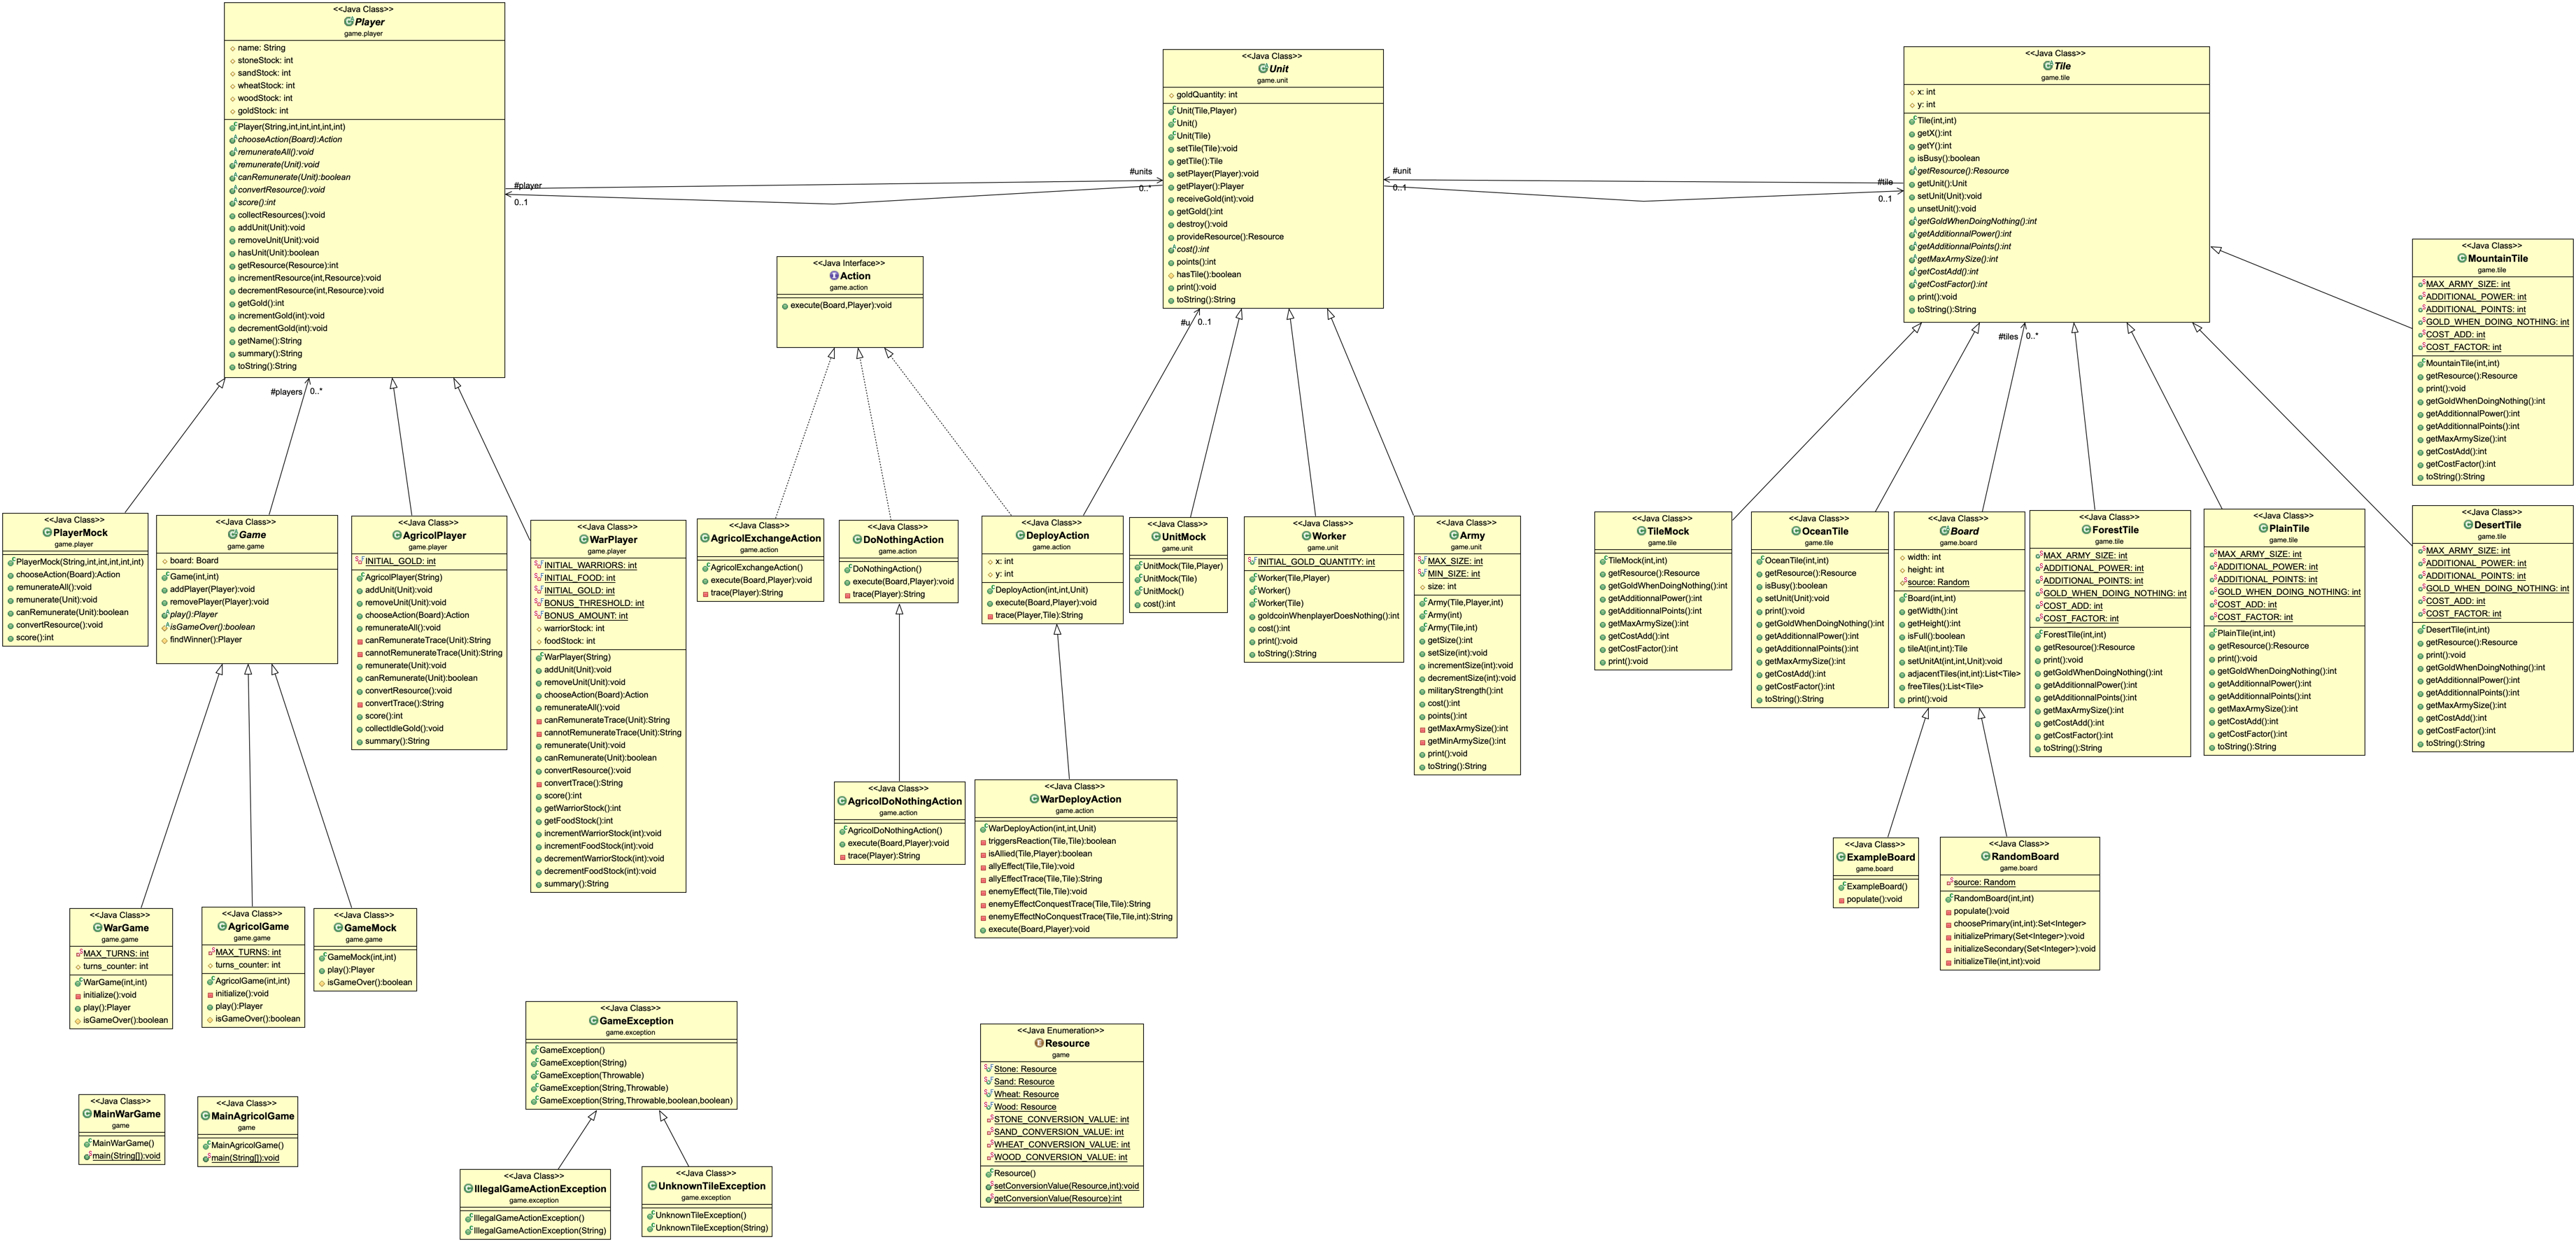 <<Java Class>>
Player
game.player
name: String
stoneStock: int
sandStock: int
wheatStock: int
woodStock: int
goldStock: int
Player(String,int,int,int,int,int)
chooseAction(Board):Action
remunerateAll():void
remunerate(Unit):void
canRemunerate(Unit):boolean
convertResource():void
score():int
collectResources():void
addUnit(Unit):void
removeUnit(Unit):void
hasUnit(Unit):boolean
getResource(Resource):int
incrementResource(int,Resource):void
decrementResource(int,Resource):void
getGold():int
incrementGold(int):void
decrementGold(int):void
getName():String
summary():String
toString():String
#player
0..1
#units
0..*
<<Java Class>>
Unit
game.unit
goldQuantity: int
Unit(Tile,Player)
Unit()
Unit(Tile)
setTile(Tile):void
getTile():Tile
setPlayer(Player):void
getPlayer():Player
receiveGold(int):void
getGold():int
destroy():void
provideResource():Resource
cost():int
points():int
hasTile():boolean
print():void
toString():String
#unit
0..1
#tile
0..1
<<Java Class>>
Tile
game.tile
x: int
y: int
Tile(int,int)
getX():int
getY():int
isBusy():boolean
getResource():Resource
getUnit():Unit
setUnit(Unit):void
unsetUnit():void
getGoldWhenDoingNothing():int
getAdditionnalPower():int
getAdditionnalPoints():int
getMaxArmySize():int
getCostAdd():int
getCostFactor():int
print():void
toString():String
<<Java Class>>
MountainTile
game.tile
MAX_ARMY_SIZE: int
ADDITIONAL_POWER: int
ADDITIONAL_POINTS: int
GOLD_WHEN_DOING_NOTHING: int
COST_ADD: int
COST_FACTOR: int
MountainTile(int,int)
getResource():Resource
print():void
getGoldWhenDoingNothing():int
getAdditionnalPower():int
getAdditionnalPoints():int
getMaxArmySize():int
getCostAdd():int
getCostFactor():int
toString():String
<<Java Interface>>
Action
game.action
execute(Board,Player):void
#players
0..*
#u
0..1
#tiles
0..*
<<Java Class>>
PlayerMock
game.player
PlayerMock(String,int,int,int,int,int)
chooseAction(Board):Action
remunerateAll():void
remunerate(Unit):void
canRemunerate(Unit):boolean
convertResource():void
score():int
<<Java Class>>
Game
game.game
board: Board
Game(int,int)
addPlayer(Player):void
removePlayer(Player):void
play():Player
isGameOver():boolean
findWinner():Player
<<Java Class>>
AgricolPlayer
game.player
INITIAL_GOLD: int
AgricolPlayer(String)
addUnit(Unit):void
removeUnit(Unit):void
chooseAction(Board):Action
remunerateAll():void
canRemunerateTrace(Unit):String
cannotRemunerateTrace(Unit):String
remunerate(Unit):void
canRemunerate(Unit):boolean
convertResource():void
convertTrace():String
score():int
collectIdleGold():void
summary():String
<<Java Class>>
WarPlayer
game.player
INITIAL_WARRIORS: int
INITIAL_FOOD: int
INITIAL_GOLD: int
BONUS_THRESHOLD: int
BONUS_AMOUNT: int
warriorStock: int
foodStock: int
WarPlayer(String)
addUnit(Unit):void
removeUnit(Unit):void
chooseAction(Board):Action
remunerateAll():void
canRemunerateTrace(Unit):String
cannotRemunerateTrace(Unit):String
remunerate(Unit):void
canRemunerate(Unit):boolean
convertResource():void
convertTrace():String
score():int
getWarriorStock():int
getFoodStock():int
incrementWarriorStock(int):void
incrementFoodStock(int):void
decrementWarriorStock(int):void
decrementFoodStock(int):void
summary():String
<<Java Class>>
AgricolExchangeAction
game.action
AgricolExchangeAction()
execute(Board,Player):void
trace(Player):String
<<Java Class>>
DoNothingAction
game.action
DoNothingAction()
execute(Board,Player):void
trace(Player):String
<<Java Class>>
DeployAction
game.action
x: int
y: int
DeployAction(int,int,Unit)
execute(Board,Player):void
trace(Player,Tile):String
<<Java Class>>
UnitMock
game.unit
UnitMock(Tile,Player)
UnitMock(Tile)
UnitMock()
cost():int
<<Java Class>>
Worker
game.unit
INITIAL_GOLD_QUANTITY: int
Worker(Tile,Player)
Worker()
Worker(Tile)
goldcoinWhenplayerDoesNothing():int
cost():int
print():void
toString():String
<<Java Class>>
Army
game.unit
MAX_SIZE: int
MIN_SIZE: int
size: int
Army(Tile,Player,int)
Army(int)
Army(Tile,int)
getSize():int
setSize(int):void
incrementSize(int):void
decrementSize(int):void
militaryStrength():int
cost():int
points():int
getMaxArmySize():int
getMinArmySize():int
print():void
toString():String
<<Java Class>>
TileMock
game.tile
TileMock(int,int)
getResource():Resource
getGoldWhenDoingNothing():int
getAdditionnalPower():int
getAdditionnalPoints():int
getMaxArmySize():int
getCostAdd():int
getCostFactor():int
print():void
<<Java Class>>
OceanTile
game.tile
OceanTile(int,int)
getResource():Resource
isBusy():boolean
setUnit(Unit):void
print():void
getGoldWhenDoingNothing():int
getAdditionnalPower():int
getAdditionnalPoints():int
getMaxArmySize():int
getCostAdd():int
getCostFactor():int
toString():String
<<Java Class>>
Board
game.board
width: int
height: int
source: Random
Board(int,int)
getWidth():int
getHeight():int
isFull():boolean
tileAt(int,int):Tile
setUnitAt(int,int,Unit):void
adjacentTiles(int,int):List<Tile>
freeTiles():List<Tile>
print():void
<<Java Class>>
ForestTile
game.tile
MAX_ARMY_SIZE: int
ADDITIONAL_POWER: int
ADDITIONAL_POINTS: int
GOLD_WHEN_DOING_NOTHING: int
COST_ADD: int
COST_FACTOR: int
ForestTile(int,int)
getResource():Resource
print():void
getGoldWhenDoingNothing():int
getAdditionnalPower():int
getAdditionnalPoints():int
getMaxArmySize():int
getCostAdd():int
getCostFactor():int
toString():String
<<Java Class>>
PlainTile
game.tile
MAX_ARMY_SIZE: int
ADDITIONAL_POWER: int
ADDITIONAL_POINTS: int
GOLD_WHEN_DOING_NOTHING: int
COST_ADD: int
COST_FACTOR: int
PlainTile(int,int)
getResource():Resource
print():void
getGoldWhenDoingNothing():int
getAdditionnalPower():int
getAdditionnalPoints():int
getMaxArmySize():int
getCostAdd():int
getCostFactor():int
toString():String
<<Java Class>>
DesertTile
game.tile
MAX_ARMY_SIZE: int
ADDITIONAL_POWER: int
ADDITIONAL_POINTS: int
GOLD_WHEN_DOING_NOTHING: int
COST_ADD: int
COST_FACTOR: int
DesertTile(int,int)
getResource():Resource
print():void
getGoldWhenDoingNothing():int
getAdditionnalPower():int
getAdditionnalPoints():int
getMaxArmySize():int
getCostAdd():int
getCostFactor():int
toString():String
<<Java Class>>
AgricolDoNothingAction
game.action
AgricolDoNothingAction()
execute(Board,Player):void
trace(Player):String
<<Java Class>>
WarDeployAction
game.action
WarDeployAction(int,int,Unit)
triggersReaction(Tile,Tile):boolean
isAllied(Tile,Player):boolean
allyEffect(Tile,Tile):void
allyEffectTrace(Tile,Tile):String
enemyEffect(Tile,Tile):void
enemyEffectConquestTrace(Tile,Tile):String
enemyEffectNoConquestTrace(Tile,Tile,int):String
execute(Board,Player):void
<<Java Class>>
ExampleBoard
game.board
ExampleBoard()
populate():void
<<Java Class>>
RandomBoard
game.board
source: Random
RandomBoard(int,int)
populate():void
choosePrimary(int,int):Set<Integer>
initializePrimary(Set<Integer>):void
initializeSecondary(Set<Integer>):void
initializeTile(int,int):void
<<Java Class>>
WarGame
game.game
MAX_TURNS: int
turns_counter: int
WarGame(int,int)
initialize():void
play():Player
isGameOver():boolean
<<Java Class>>
AgricolGame
game.game
MAX_TURNS: int
turns_counter: int
AgricolGame(int,int)
initialize():void
play():Player
isGameOver():boolean
<<Java Class>>
GameMock
game.game
GameMock(int,int)
play():Player
isGameOver():boolean
<<Java Class>>
GameException
game.exception
GameException()
GameException(String)
GameException(Throwable)
GameException(String,Throwable)
GameException(String,Throwable,boolean,boolean)
<<Java Enumeration>>
Resource
game
Stone: Resource
Sand: Resource
Wheat: Resource
Wood: Resource
STONE_CONVERSION_VALUE: int
SAND_CONVERSION_VALUE: int
WHEAT_CONVERSION_VALUE: int
WOOD_CONVERSION_VALUE: int
Resource()
setConversionValue(Resource,int):void
getConversionValue(Resource):int
<<Java Class>>
MainWarGame
game
MainWarGame()
main(String[]):void
<<Java Class>>
MainAgricolGame
game
MainAgricolGame()
main(String[]):void
<<Java Class>>
IllegalGameActionException
game.exception
IllegalGameActionException()
IllegalGameActionException(String)
<<Java Class>>
UnknownTileException
game.exception
UnknownTileException()
UnknownTileException(String)